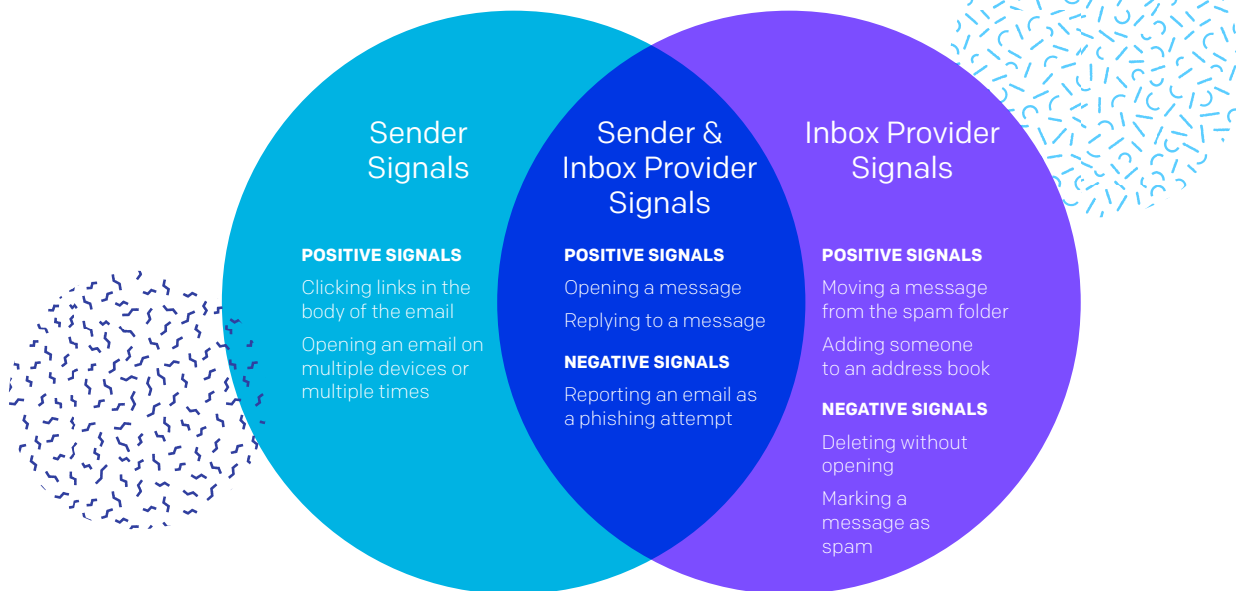 Sender
Signals
POSITIVE SIGNALS
Clicking links in the
body of the email
Opening an email on
multiple devices or
multiple times
Sender &
Inbox Provider
Signals
POSITIVE SIGNALS
Opening a message
Replying to a message
NEGATIVE SIGNALS
Reporting an email as
a phishing attempt
Inbox Provider
Signals
POSITIVE SIGNALS
Moving a message
from the spam folder
Adding someone
to an address book
NEGATIVE SIGNALS
Deleting without
opening
Marking a
message as
spam